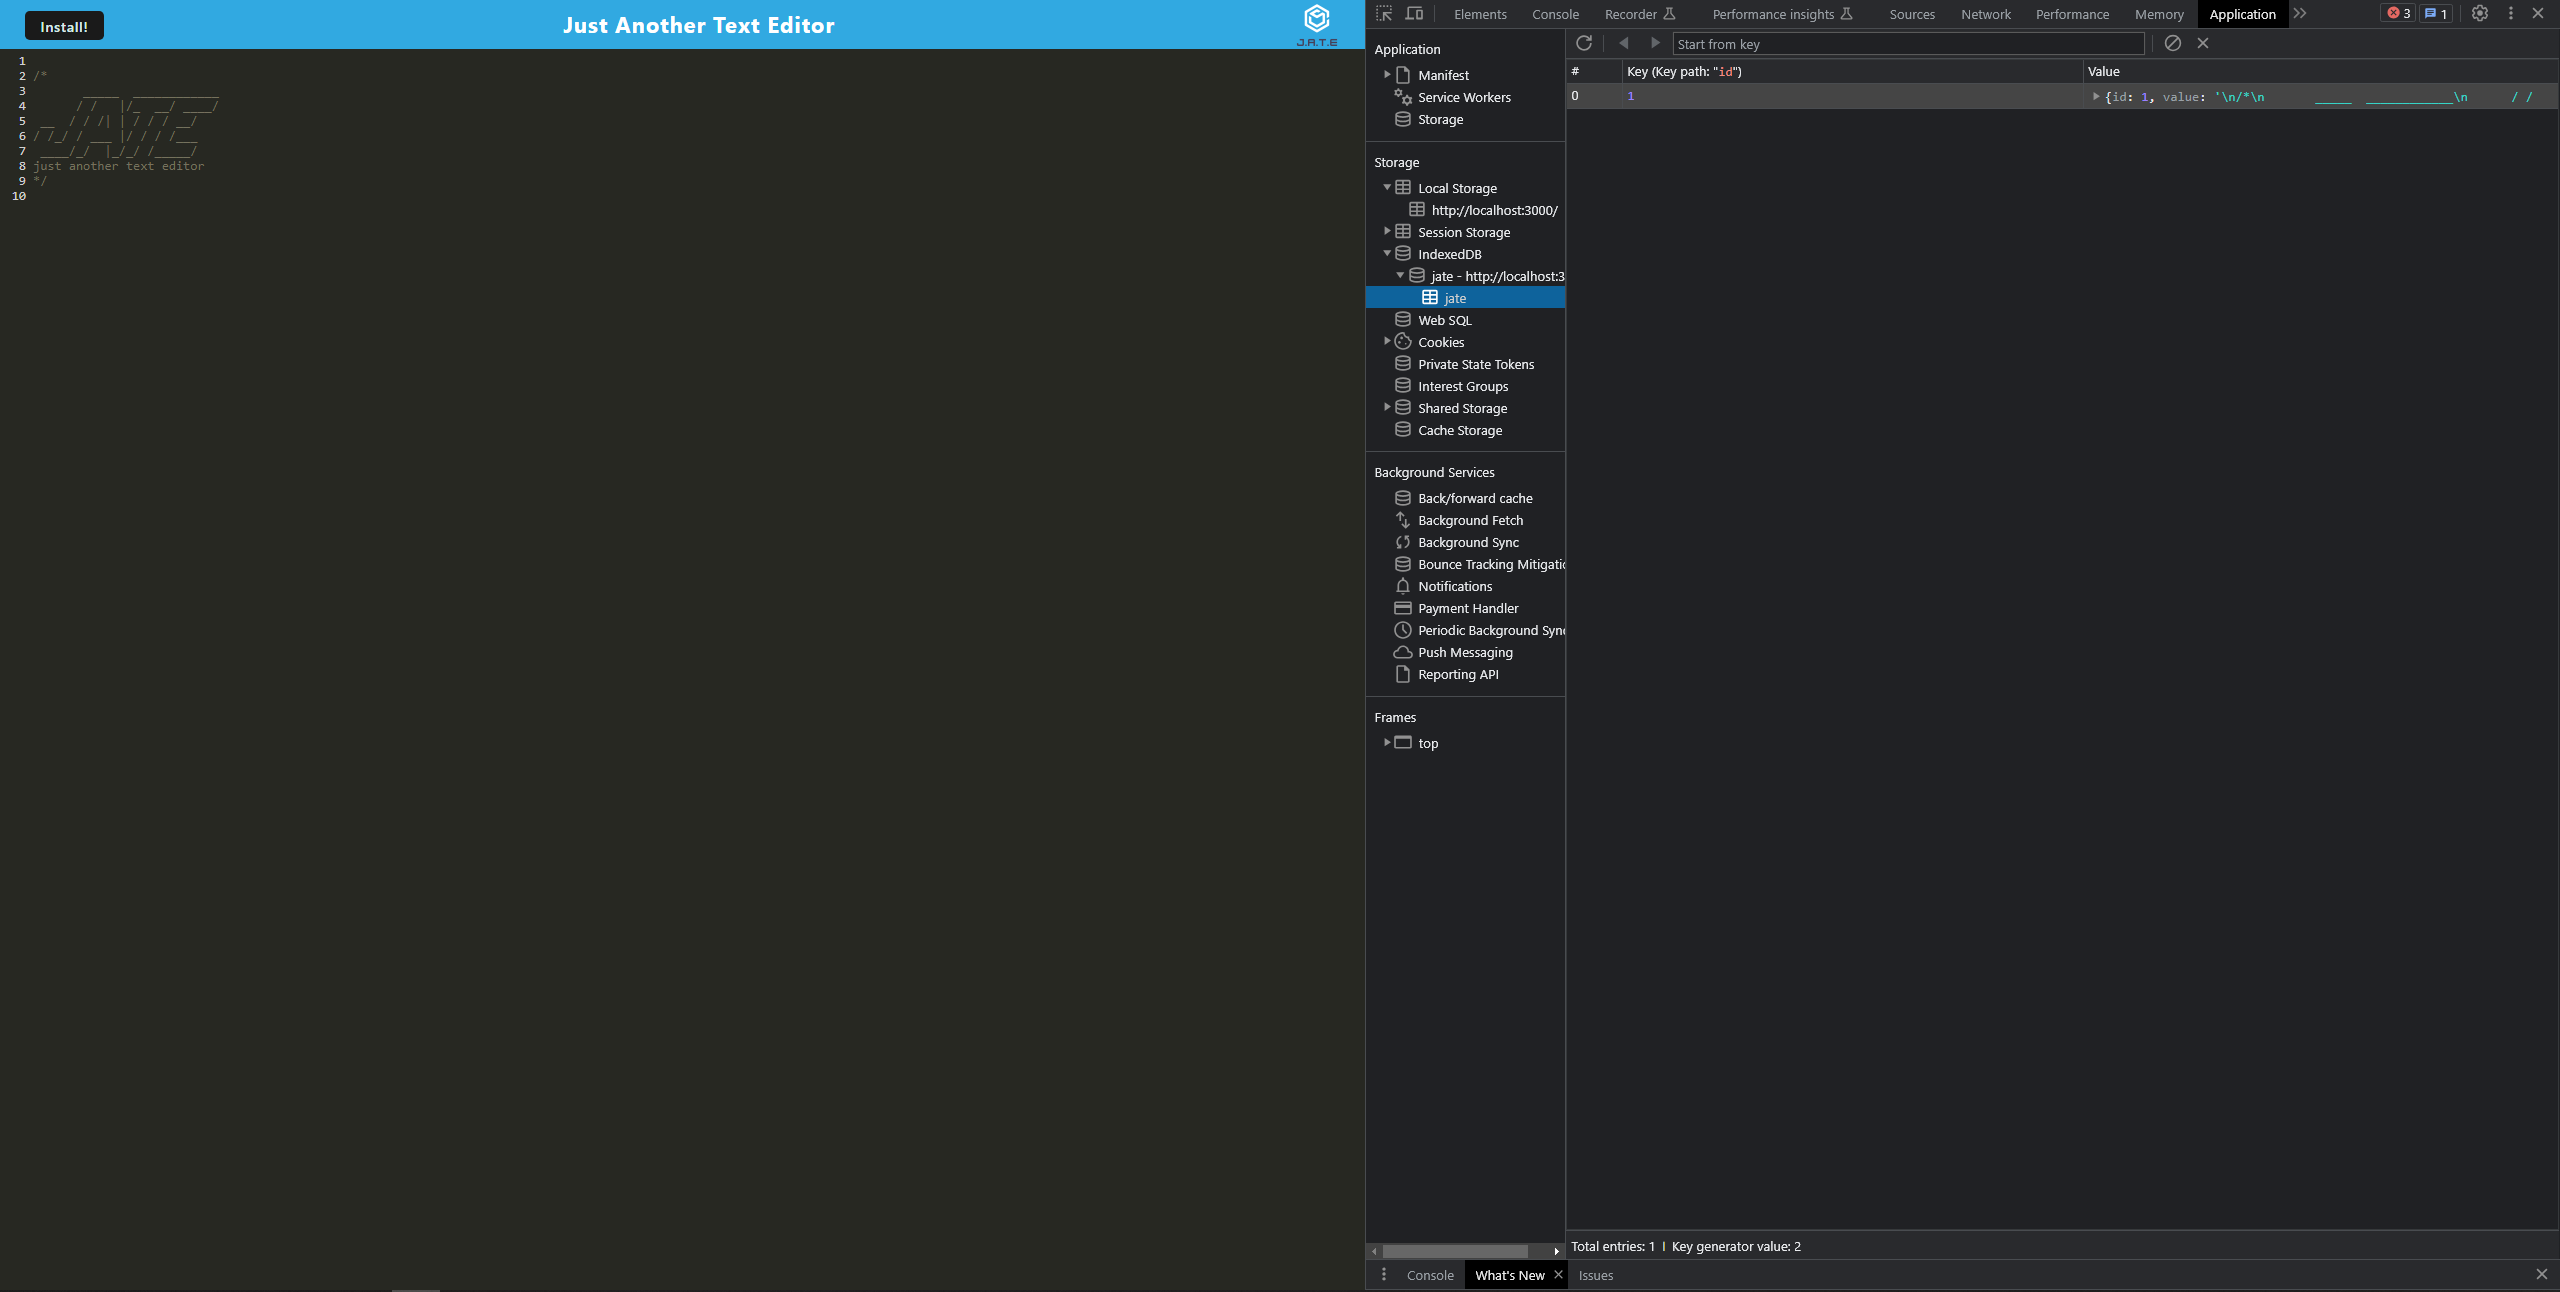 Install!
Just Another Text Editor
J.A.T.E
1
2 /*
3        _____  ____________
4       / /   |/_  __/ ____/
5  __  / / /| | / / / __/
6 / /_/ / ___ |/ / / /___
7  ____/_/  |_/_/ /_____/
8 just another text editor
9 */
10
Elements Console Recorder Performance insights Sources Network Performance Memory Application 3 1
Application
Manifest
Service Workers
Storage
Storage
Local Storage
http://localhost:3000/
Session Storage
IndexedDB
jate - http://localhost:3
jate
Web SQL
Cookies
Private State Tokens
Interest Groups
Shared Storage
Cache Storage
Background Services
Back/forward cache
Background Fetch
Background Sync
Bounce Tracking Mitigatic
Notifications
Payment Handler
Periodic Background Sync
Push Messaging
Reporting API
Frames
top
Start from key
# Key (Key path: "id") Value
0 1 {id: 1, value: '\n/*\n       _____  ____________\n      / /
Total entries: 1 Key generator value: 2
Console What's New Issues